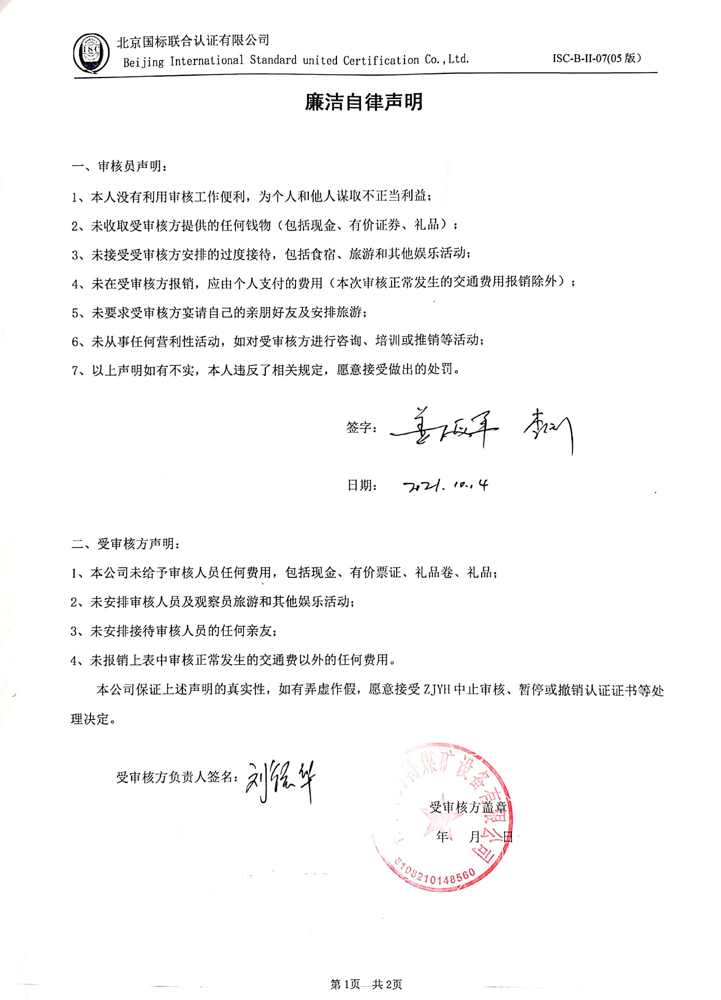 ISC
北京国标联合认证有限公司
Beijing International Standard united Certification Co.,Ltd.
ISC-B-II-07(05 版)
廉洁自律声明
一、审核员声明:
1、本人没有利用审核工作便利，为个人和他人谋取不正当利益；
2、未收取受审核方提供的任何钱物（包括现金、有价证券、礼品）；
3、未接受受审核方安排的过度接待，包括食宿、旅游和其他娱乐活动；
4、未在受审核方报销，应由个人支付的费用（本次审核正常发生的交通费用报销除外）；
5、未要求受审核方宴请自己的亲朋好友及安排旅游；
6、未从事任何营利性活动，如对受审核方进行咨询、培训或推销等活动；
7、以上声明如有不实，本人违反了相关规定，愿意接受做出的处罚。
签字：
日期： 2021.10.14
二、受审核方声明：
1、本公司未给予审核人员任何费用，包括现金、有价票证、礼品卷、礼品；
2、未安排审核人员及观察员旅游和其他娱乐活动；
3、未安排接待审核人员的任何亲友；
4、未报销上表中审核正常发生的交通费以外的任何费用。
本公司保证上述声明的真实性，如有弄虚作假，愿意接受 ZJYH 中止审核、暂停或撤销认证证书等处
理决定。
受审核方负责人签名： 刘 华
特煤矿设备有限公司
受审核方盖章
年 月 日
6108210148560
第 1页 共 2页